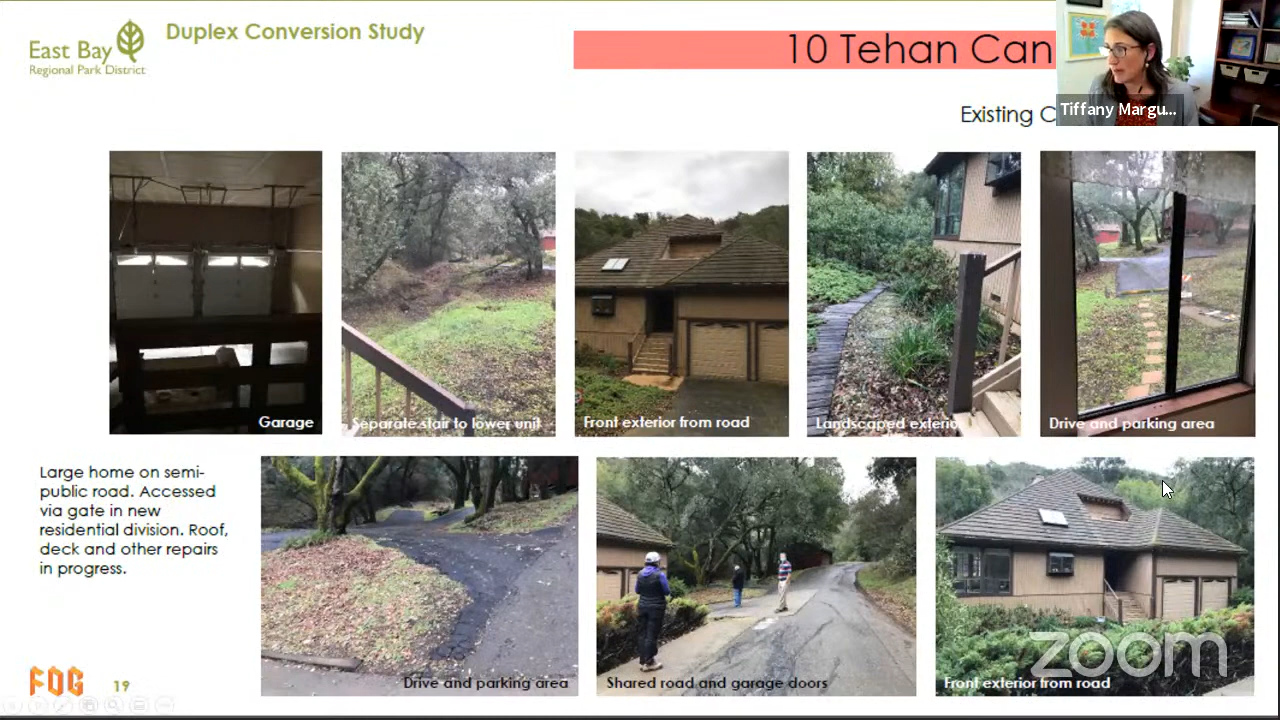 East Bay
Regional Park District
Duplex Conversion Study
10 Tehan Can
Existing C
Tiffany Margu...
Garage
Separate stair to lower unit
Front exterior from road
Landscaped exterio
Drive and parking area
Large home on semi-
public road. Accessed
via gate in new
residential division. Roof,
deck and other repairs
in progress.
Drive and parking area
Shared road and garage doors
Front exterior from road
zoom
FOG
19